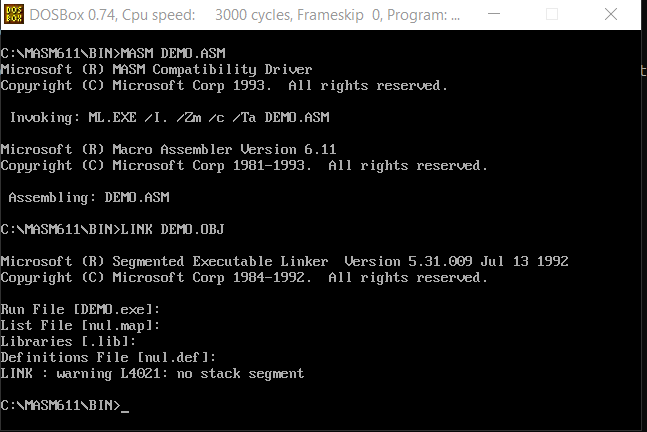 DOS
BOX
DOSBox 0.74, Cpu speed: 3000 cycles, Frameskip 0, Program: ...
C:\MASM611\BIN>MASM DEMO.ASM
Microsoft (R) MASM Compatibility Driver
Copyright (C) Microsoft Corp 1993. All rights reserved.
Invoking: ML.EXE /I. /Zm /c /Ta DEMO.ASM
Microsoft (R) Macro Assembler Version 6.11
Copyright (C) Microsoft Corp 1981-1993. All rights reserved.
Assembling: DEMO.ASM
C:\MASM611\BIN>LINK DEMO.OBJ
Microsoft (R) Segmented Executable Linker Version 5.31.009 Jul 13 1992
Copyright (C) Microsoft Corp 1984-1992. All rights reserved.
Run File [DEMO.exe]:
List File [nul.map]:
Libraries [.lib]:
Definitions File [nul.def]:
LINK : warning L4021: no stack segment
C:\MASM611\BIN>_